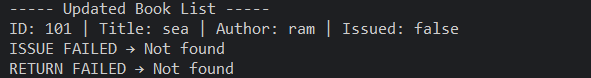 ----- Updated Book List -----
ID: 101 | Title: sea | Author: ram | Issued: false
ISSUE FAILED → Not found
RETURN FAILED → Not found